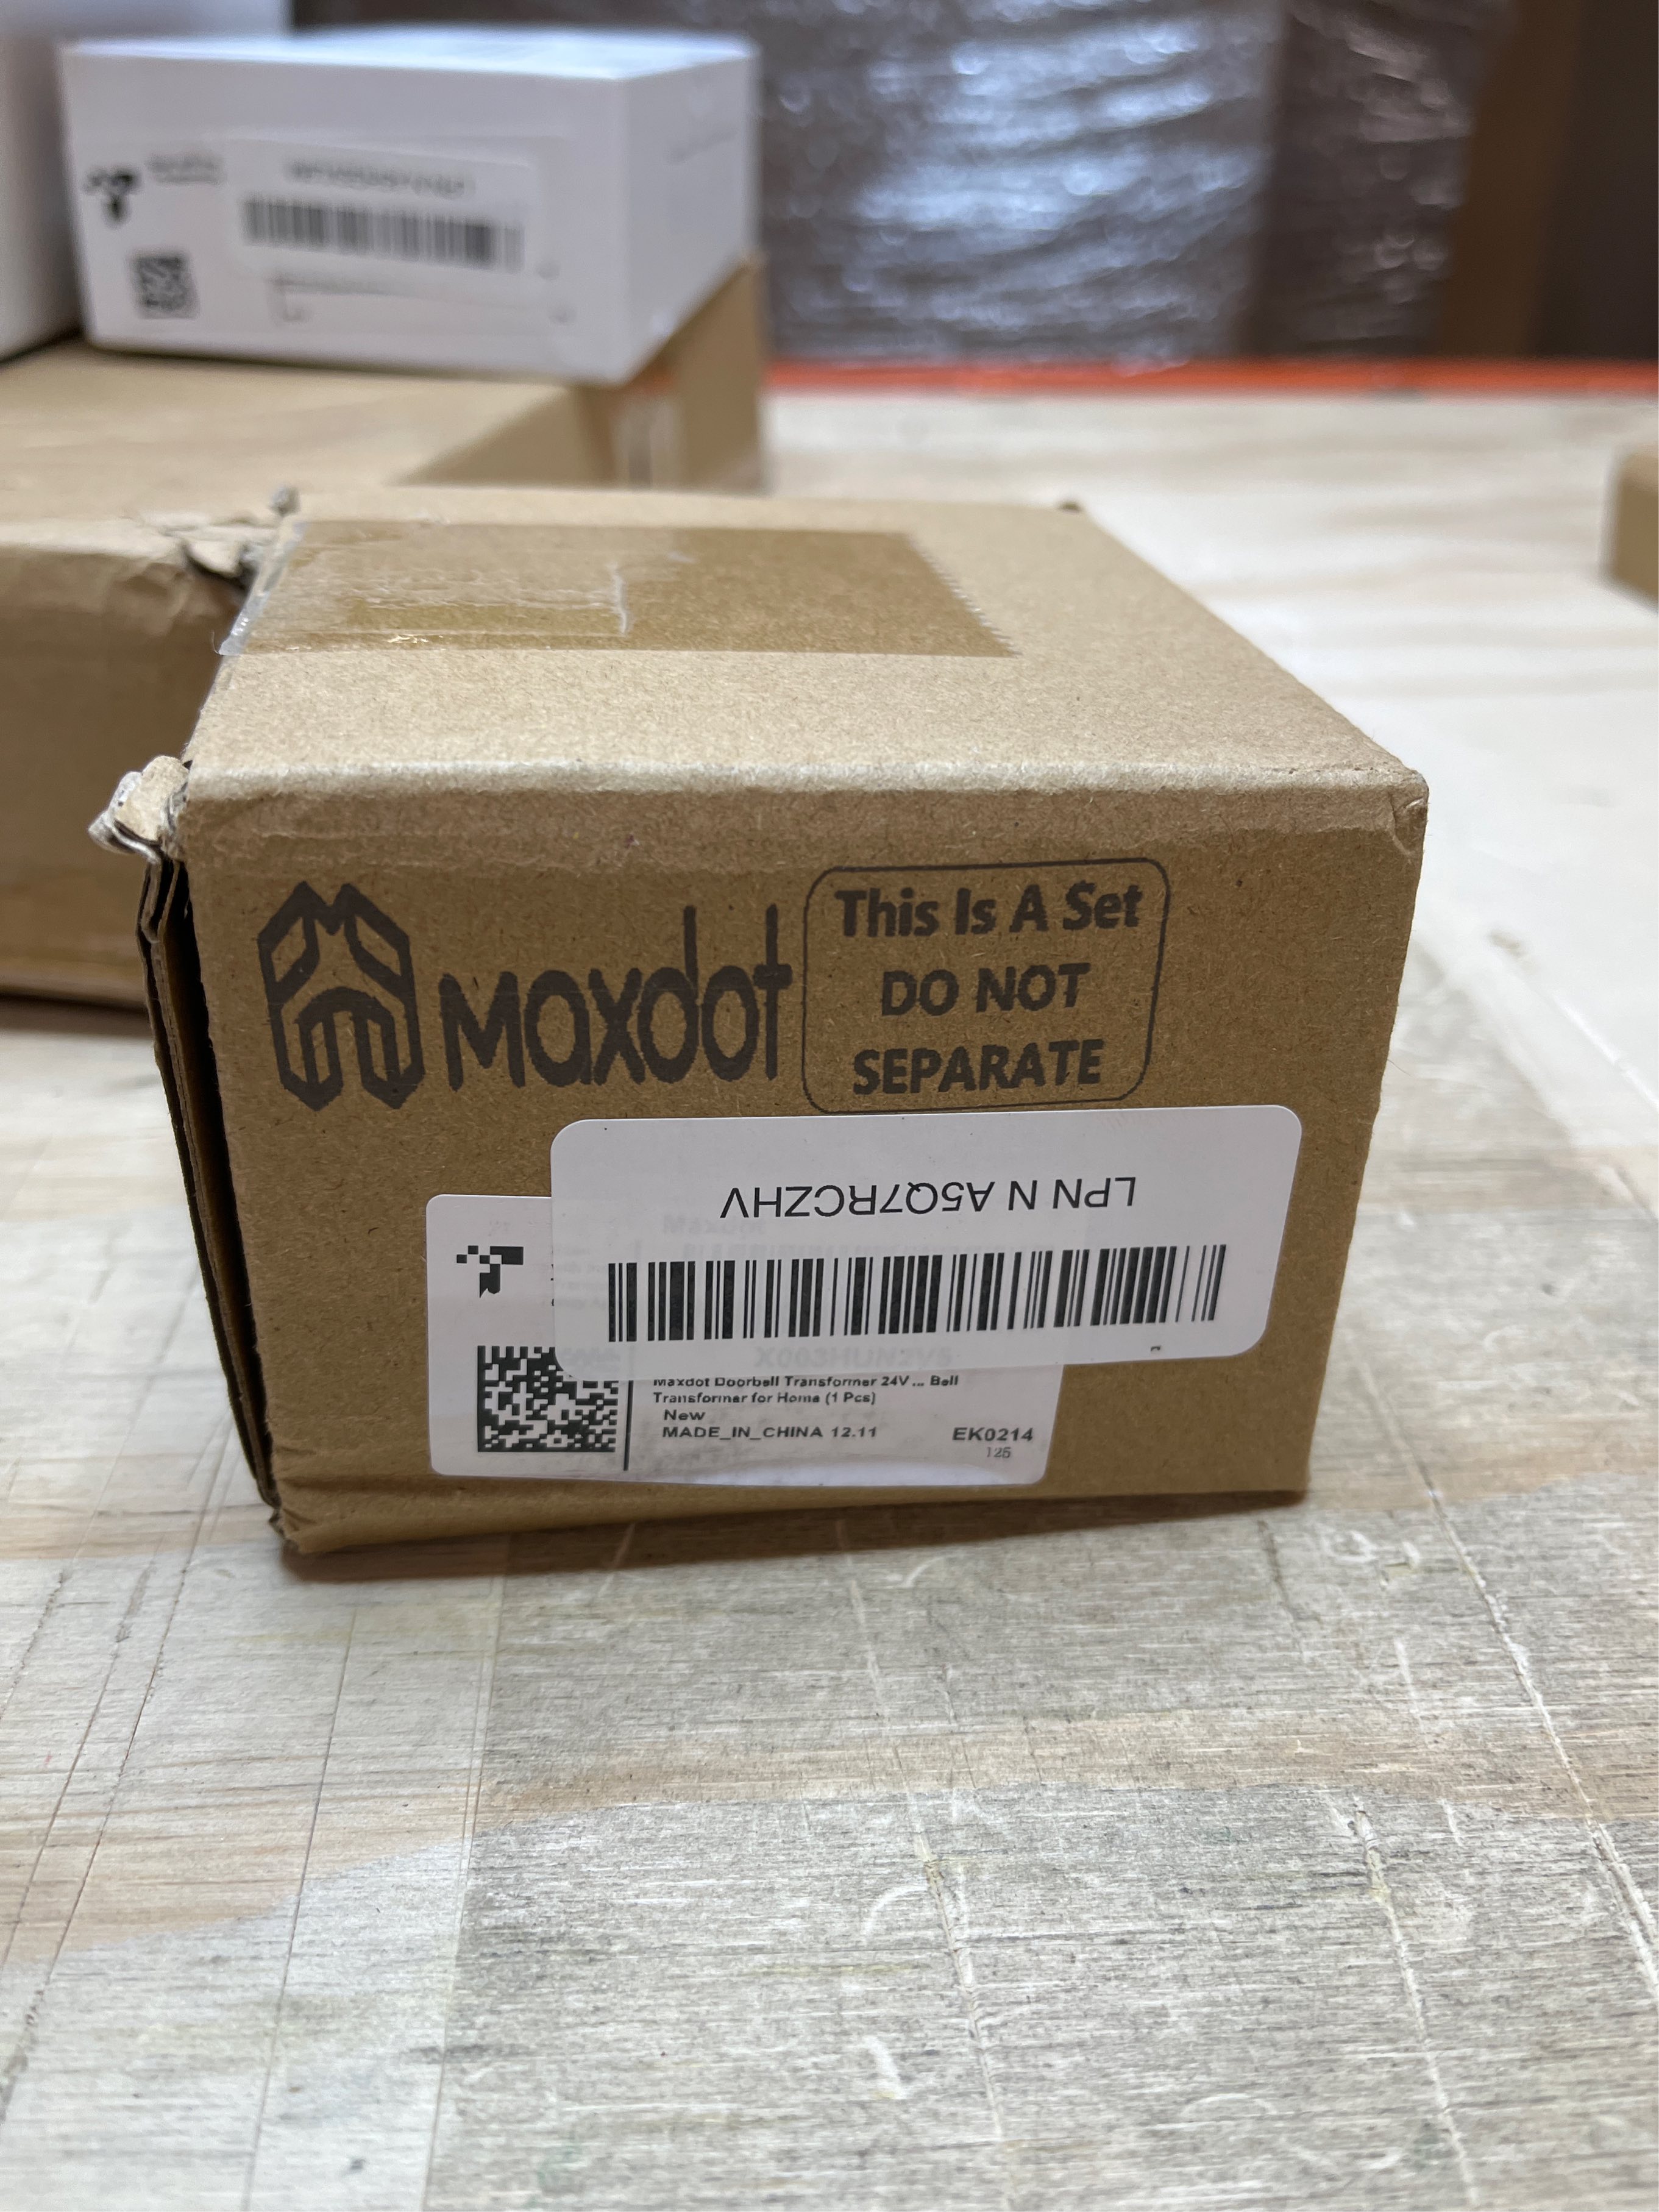 Maxdot
This Is A Set
DO NOT
SEPARATE
LPN N A5Q7RCZHV
X003HUN2V5
Maxdot Doorbell Transformer 24V ... Bell
Transformer for Home (1 Pcs)
New
MADE_IN_CHINA 12.11
EK0214
125